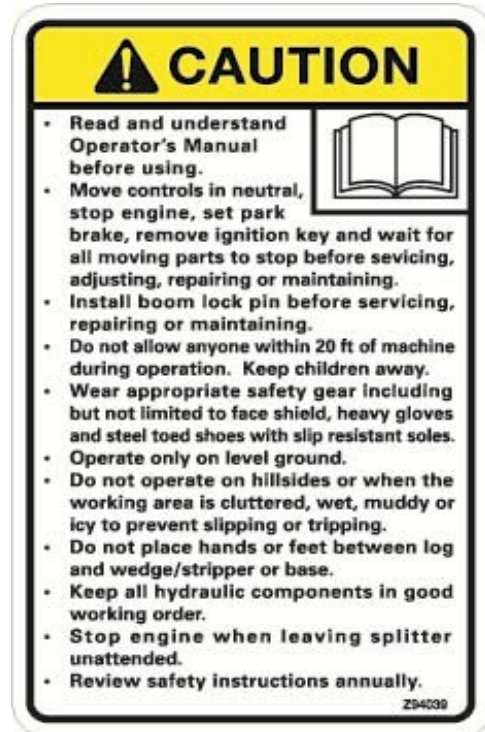 CAUTION
• Read and understand
Operator's Manual
before using.
• Move controls in neutral,
stop engine, set park
brake, remove ignition key and wait for
all moving parts to stop before sevicing,
adjusting, repairing or maintaining.
• Install boom lock pin before servicing,
repairing or maintaining.
• Do not allow anyone within 20 ft of machine
during operation. Keep children away.
• Wear appropriate safety gear including
but not limited to face shield, heavy gloves
and steel toed shoes with slip resistant soles.
• Operate only on level ground.
• Do not operate on hillsides or when the
working area is cluttered, wet, muddy or
icy to prevent slipping or tripping.
• Do not place hands or feet between log
and wedge/stripper or base.
• Keep all hydraulic components in good
working order.
• Stop engine when leaving splitter
unattended.
• Review safety instructions annually.
Z94039